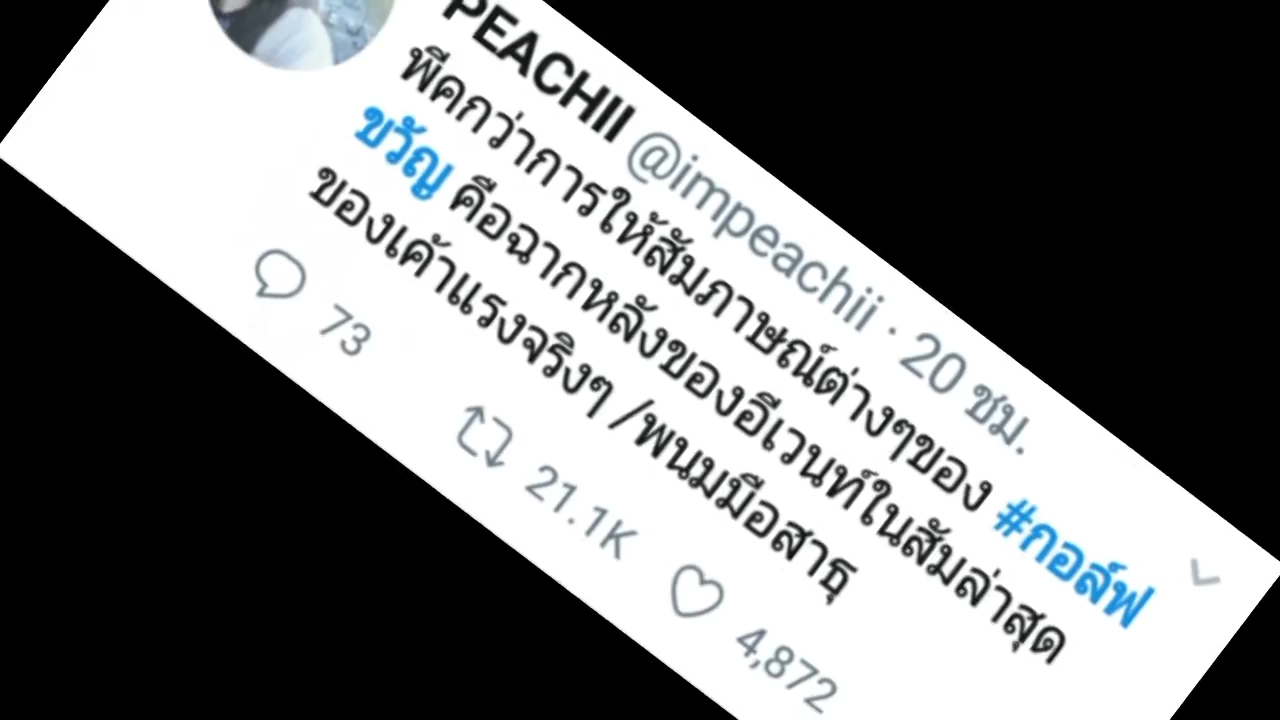 PEACHII @impeachii · 20 ชม.
พีคกว่าการให้สัมภาษณ์ต่างๆของ #กอล์ฟ
ขวัญ คือฉากหลังของอีเวนท์ในสัมล่าสุด
ของเค้าแรงจริงๆ /พนมมือสาธุ
73 21.1K 4,872